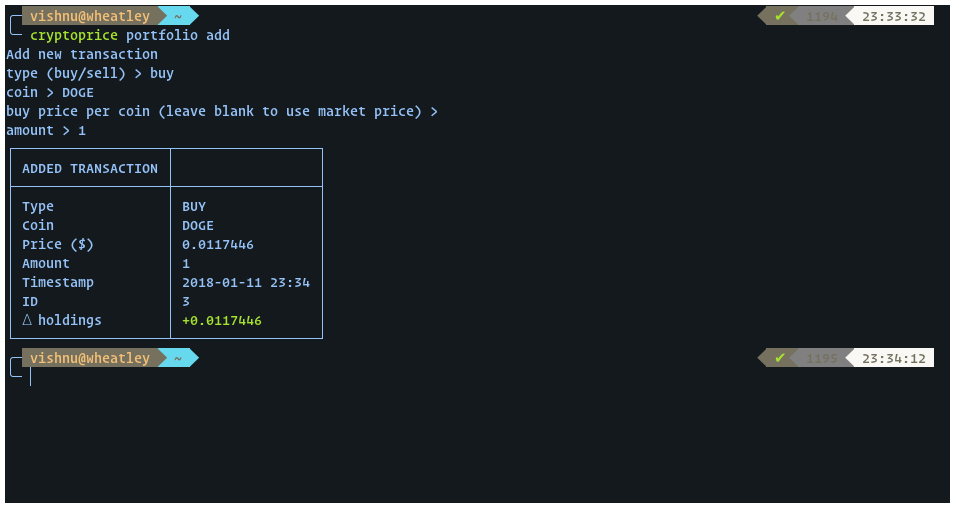 vishnu@wheatley ~ ✔ 1194 23:33:32
cryptoprice portfolio add
Add new transaction
type (buy/sell) > buy
coin > DOGE
buy price per coin (leave blank to use market price) >
amount > 1
ADDED TRANSACTION
Type BUY
Coin DOGE
Price ($) 0.0117446
Amount 1
Timestamp 2018-01-11 23:34
ID 3
Δ holdings +0.0117446
vishnu@wheatley ~ ✔ 1195 23:34:12